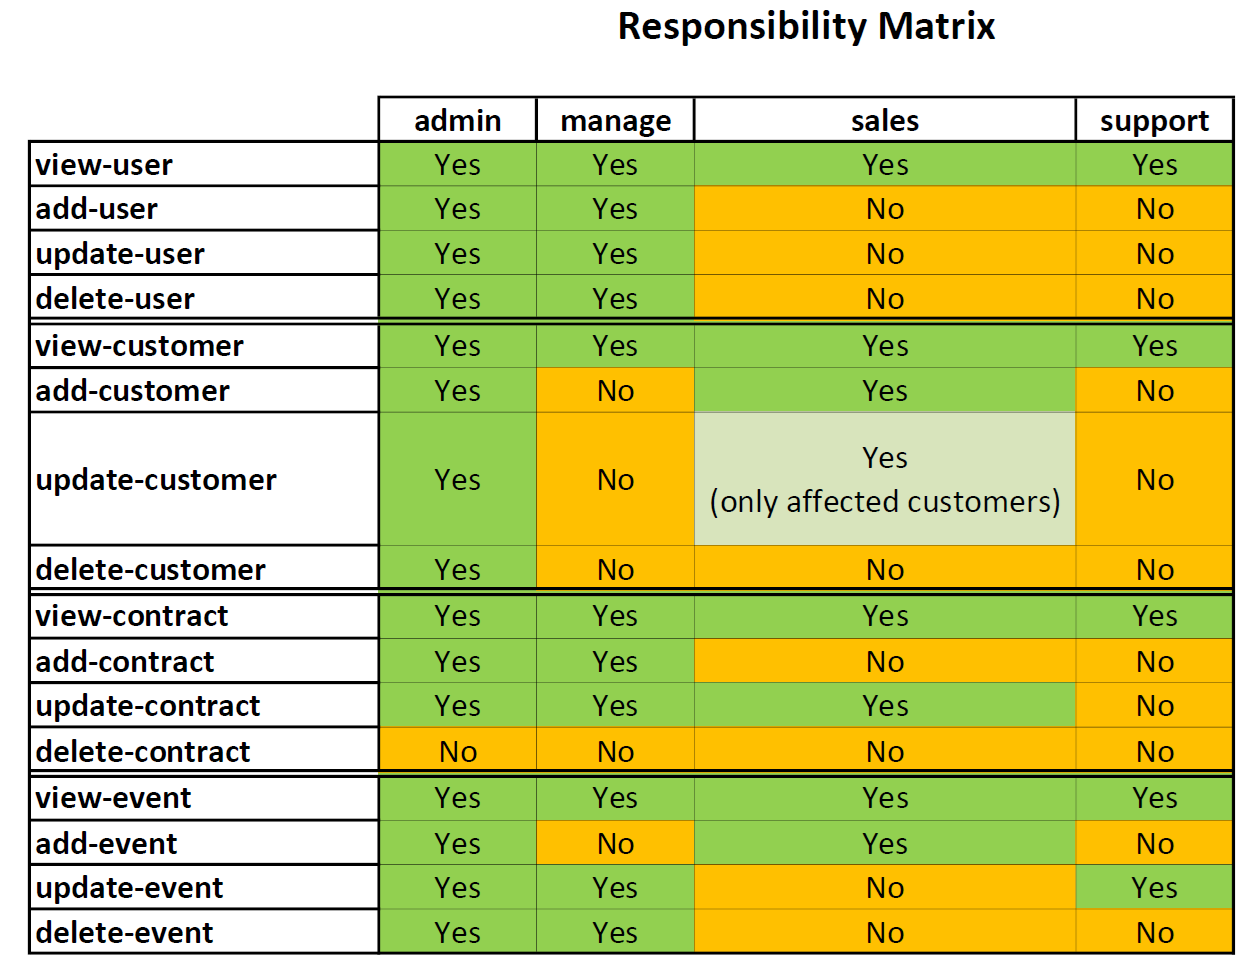 Responsibility Matrix
admin manage sales support
view-user Yes Yes Yes Yes
add-user Yes Yes No No
update-user Yes Yes No No
delete-user Yes Yes No No
view-customer Yes Yes Yes Yes
add-customer Yes No Yes No
update-customer Yes No Yes (only affected customers) No
delete-customer Yes No No No
view-contract Yes Yes Yes Yes
add-contract Yes Yes No No
update-contract Yes Yes Yes No
delete-contract No No No No
view-event Yes Yes Yes Yes
add-event Yes No Yes No
update-event Yes Yes No Yes
delete-event Yes Yes No No